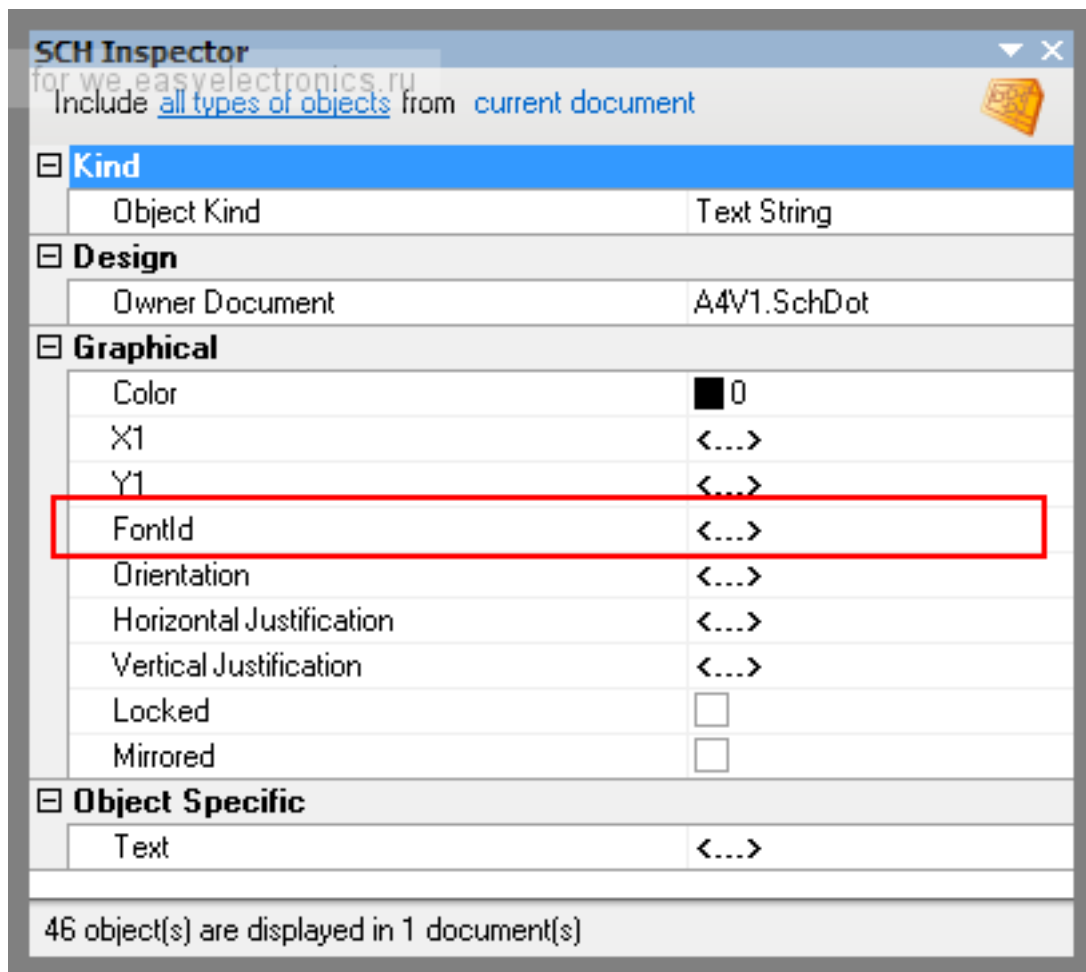 SCH Inspector
for we.easyelectronics.ru
Include all types of objects from current document
Kind
Object Kind Text String
Design
Owner Document A4V1.SchDot
Graphical
Color 0
X1 <...>
Y1 <...>
FontId <...>
Orientation <...>
Horizontal Justification <...>
Vertical Justification <...>
Locked
Mirrored
Object Specific
Text <...>
46 object(s) are displayed in 1 document(s)